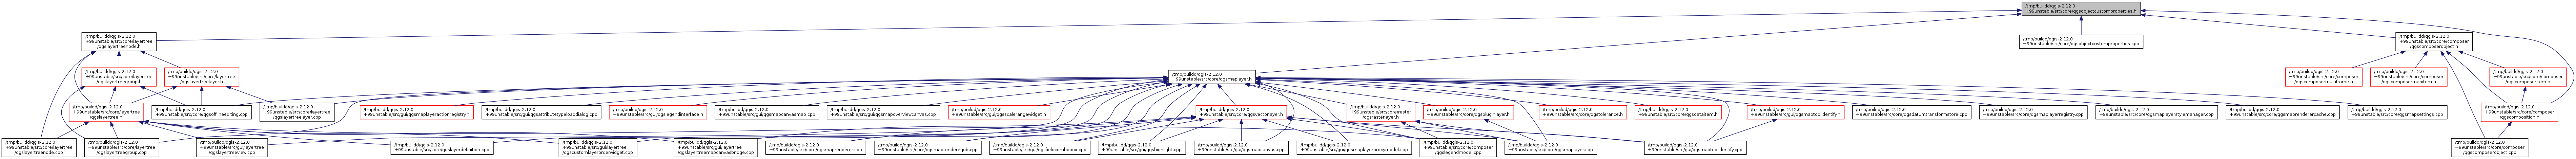 /tmp/buildd/qgis-2.12.0
+99unstable/src/core/qgsobjectcustomproperties.h
/tmp/buildd/qgis-2.12.0
+99unstable/src/core/layertree
/qgslayertreenode.h
/tmp/buildd/qgis-2.12.0
+99unstable/src/core/qgsobjectcustomproperties.cpp
/tmp/buildd/qgis-2.12.0
+99unstable/src/core/composer
/qgscomposerobject.h
/tmp/buildd/qgis-2.12.0
+99unstable/src/core/layertree
/qgslayertreegroup.h
/tmp/buildd/qgis-2.12.0
+99unstable/src/core/layertree
/qgslayertreelayer.h
/tmp/buildd/qgis-2.12.0
+99unstable/src/core/qgsmaplayer.h
/tmp/buildd/qgis-2.12.0
+99unstable/src/core/composer
/qgscomposermultiframe.h
/tmp/buildd/qgis-2.12.0
+99unstable/src/core/composer
/qgscomposermapitem.h
/tmp/buildd/qgis-2.12.0
+99unstable/src/core/composer
/qgscomposeritem.h
/tmp/buildd/qgis-2.12.0
+99unstable/src/core/layertree
/qgslayertree.h
/tmp/buildd/qgis-2.12.0
+99unstable/src/core/qgsofflineediting.cpp
/tmp/buildd/qgis-2.12.0
+99unstable/src/core/layertree
/qgslayertreelayer.cpp
/tmp/buildd/qgis-2.12.0
+99unstable/src/gui/qgsmaplayeractionregistry.h
/tmp/buildd/qgis-2.12.0
+99unstable/src/gui/qgsattributetypeloaddialog.cpp
/tmp/buildd/qgis-2.12.0
+99unstable/src/gui/qgslegendinterface.h
/tmp/buildd/qgis-2.12.0
+99unstable/src/gui/qgsmapcanvasmap.cpp
/tmp/buildd/qgis-2.12.0
+99unstable/src/gui/qgsmapoverviewcanvas.cpp
/tmp/buildd/qgis-2.12.0
+99unstable/src/gui/qgsscalerangewidget.h
/tmp/buildd/qgis-2.12.0
+99unstable/src/core/qgsvectorlayer.h
/tmp/buildd/qgis-2.12.0
+99unstable/src/core/raster
/qgsrasterlayer.h
/tmp/buildd/qgis-2.12.0
+99unstable/src/core/qgspluginlayer.h
/tmp/buildd/qgis-2.12.0
+99unstable/src/core/qgstolerance.h
/tmp/buildd/qgis-2.12.0
+99unstable/src/core/qgsdataitem.h
/tmp/buildd/qgis-2.12.0
+99unstable/src/gui/qgsmaptoolidentify.h
/tmp/buildd/qgis-2.12.0
+99unstable/src/core/qgsdatumtransformstore.cpp
/tmp/buildd/qgis-2.12.0
+99unstable/src/core/qgsmaplayerregistry.cpp
/tmp/buildd/qgis-2.12.0
+99unstable/src/core/qgsmaplayerstylemanager.cpp
/tmp/buildd/qgis-2.12.0
+99unstable/src/core/qgsmaprenderercache.cpp
/tmp/buildd/qgis-2.12.0
+99unstable/src/core/qgsmapsettings.cpp
/tmp/buildd/qgis-2.12.0
+99unstable/src/core/composer
/qgscomposition.h
/tmp/buildd/qgis-2.12.0
+99unstable/src/core/layertree
/qgslayertreenode.cpp
/tmp/buildd/qgis-2.12.0
+99unstable/src/core/layertree
/qgslayertreegroup.cpp
/tmp/buildd/qgis-2.12.0
+99unstable/src/gui/layertree
/qgslayertreeview.cpp
/tmp/buildd/qgis-2.12.0
+99unstable/src/core/qgslayerdefinition.cpp
/tmp/buildd/qgis-2.12.0
+99unstable/src/gui/layertree
/qgscustomlayerorderwidget.cpp
/tmp/buildd/qgis-2.12.0
+99unstable/src/gui/layertree
/qgslayertreemapcanvasbridge.cpp
/tmp/buildd/qgis-2.12.0
+99unstable/src/core/qgsmaprenderer.cpp
/tmp/buildd/qgis-2.12.0
+99unstable/src/core/qgsmaprendererjob.cpp
/tmp/buildd/qgis-2.12.0
+99unstable/src/gui/qgsfieldcombobox.cpp
/tmp/buildd/qgis-2.12.0
+99unstable/src/gui/qgshighlight.cpp
/tmp/buildd/qgis-2.12.0
+99unstable/src/gui/qgsmapcanvas.cpp
/tmp/buildd/qgis-2.12.0
+99unstable/src/gui/qgsmaplayerproxymodel.cpp
/tmp/buildd/qgis-2.12.0
+99unstable/src/core/composer
/qgslegendmodel.cpp
/tmp/buildd/qgis-2.12.0
+99unstable/src/core/qgsmaplayer.cpp
/tmp/buildd/qgis-2.12.0
+99unstable/src/gui/qgsmaptoolidentify.cpp
/tmp/buildd/qgis-2.12.0
+99unstable/src/core/composer
/qgscomposerobject.cpp